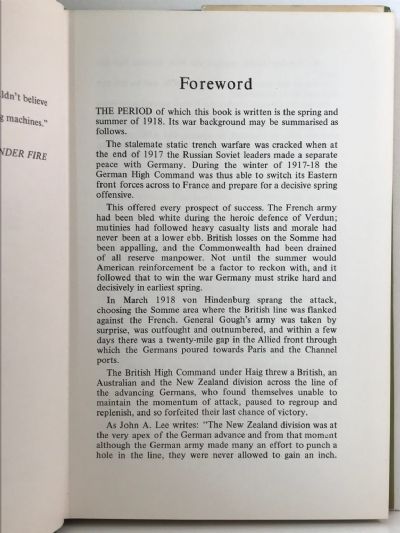 ldn't believe
g machines."
NDER FIRE
Foreword
THE PERIOD of which this book is written is the spring and
summer of 1918. Its war background may be summarised as
follows.
The stalemate static trench warfare was cracked when at
the end of 1917 the Russian Soviet leaders made a separate
peace with Germany. During the winter of 1917-18 the
German High Command was thus able to switch its Eastern
front forces across to France and prepare for a decisive spring
offensive.
This offered every prospect of success. The French army
had been bled white during the heroic defence of Verdun;
mutinies had followed heavy casualty lists and morale had
never been at a lower ebb. British losses on the Somme had
been appalling, and the Commonwealth had been drained
of all reserve manpower. Not until the summer would
American reinforcement be a factor to reckon with, and it
followed that to win the war Germany must strike hard and
decisively in earliest spring.
In March 1918 von Hindenburg sprang the attack,
choosing the Somme area where the British line was flanked
against the French. General Gough's army was taken by
surprise, was outfought and outnumbered, and within a few
days there was a twenty-mile gap in the Allied front through
which the Germans poured towards Paris and the Channel
ports.
The British High Command under Haig threw a British, an
Australian and the New Zealand division across the line of
the advancing Germans, who found themselves unable to
maintain the momentum of attack, paused to regroup and
replenish, and so forfeited their last chance of victory.
As John A. Lee writes: "The New Zealand division was at
the very apex of the German advance and from that moment
although the German army made many an effort to punch a
hole in the line, they were never allowed to gain an inch.